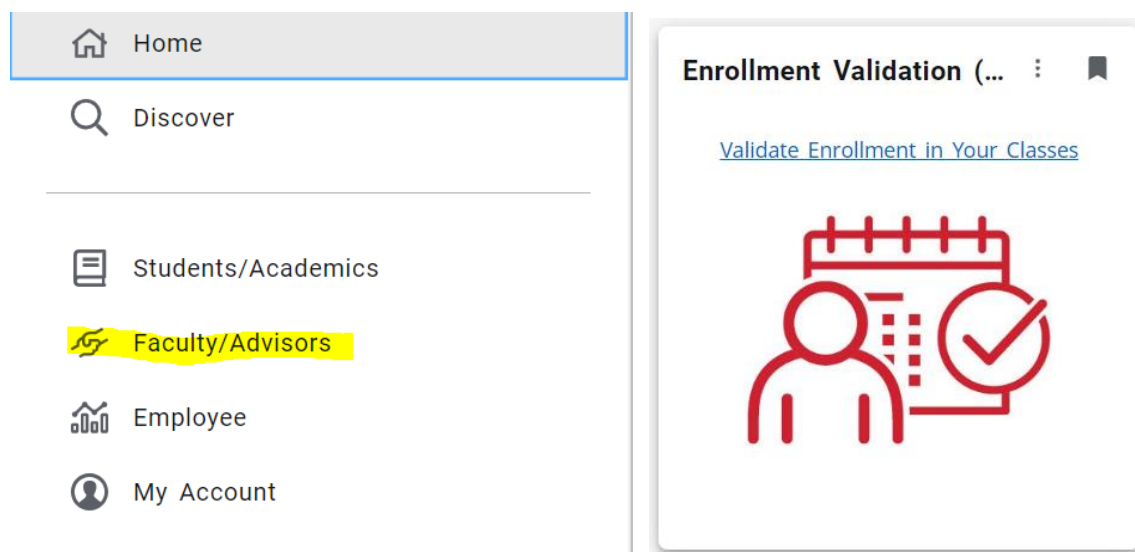 Home
Discover
Students/Academics
Faculty/Advisors
Employee
My Account
Enrollment Validation (...
Validate Enrollment in Your Classes